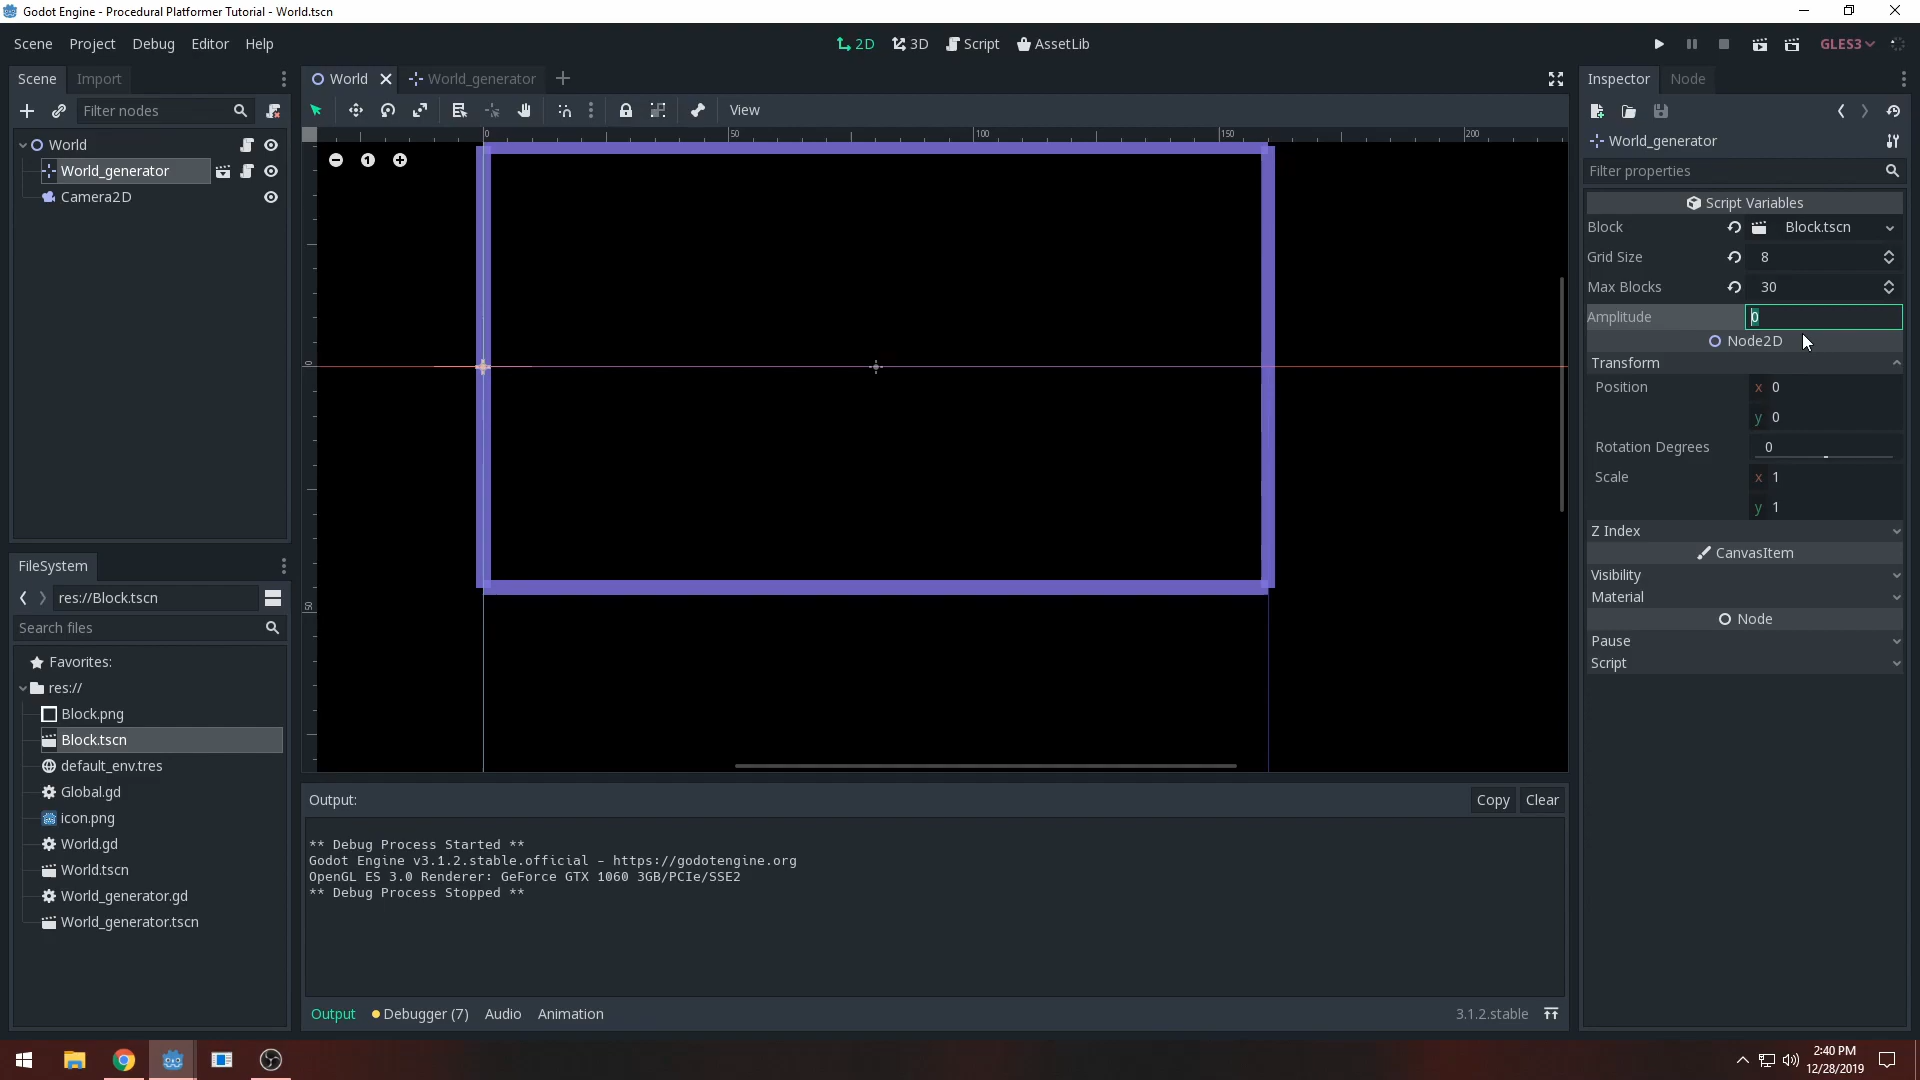 Godot Engine - Procedural Platformer Tutorial - World.tscn
Scene Project Debug Editor Help
2D 3D Script AssetLib
GLES3
Scene Import
Filter nodes
World
World_generator
Camera2D
World World_generator
View
0 50 100 150 200
1
0
50
Inspector Node
World_generator
Filter properties
Script Variables
Block Block.tscn
Grid Size 8
Max Blocks 30
Amplitude 0
Node2D
Transform
Position x 0
y 0
Rotation Degrees 0
Scale x 1
y 1
Z Index
CanvasItem
Visibility
Material
Node
Pause
Script
FileSystem
res://Block.tscn
Search files
Favorites:
res://
Block.png
Block.tscn
default_env.tres
Global.gd
icon.png
World.gd
World.tscn
World_generator.gd
World_generator.tscn
Output:
Copy Clear
** Debug Process Started **
Godot Engine v3.1.2.stable.official - https://godotengine.org
OpenGL ES 3.0 Renderer: GeForce GTX 1060 3GB/PCIe/SSE2
** Debug Process Stopped **
Output Debugger (7) Audio Animation
3.1.2.stable
2:40 PM
12/28/2019